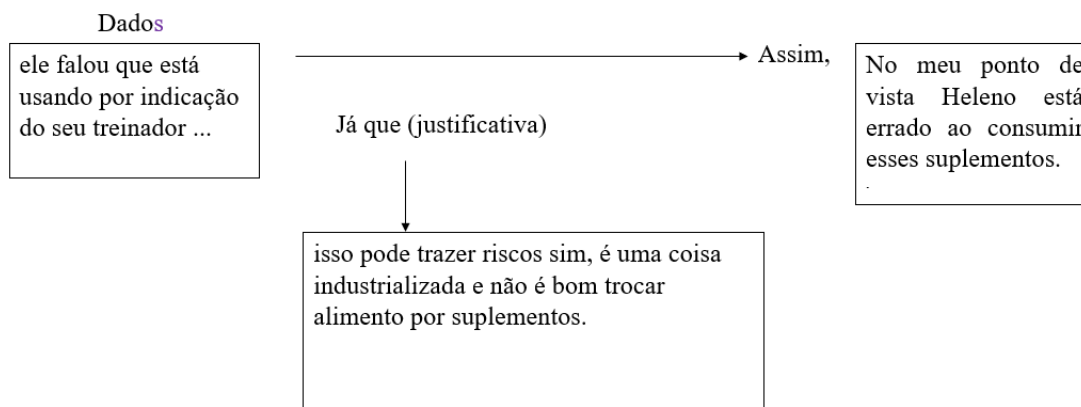 Dados
ele falou que está
usando por indicação
do seu treinador ...
Assim,
No meu ponto de
vista Heleno está
errado ao consumir
esses suplementos.
.
Já que (justificativa)
isso pode trazer riscos sim, é uma coisa
industrializada e não é bom trocar
alimento por suplementos.